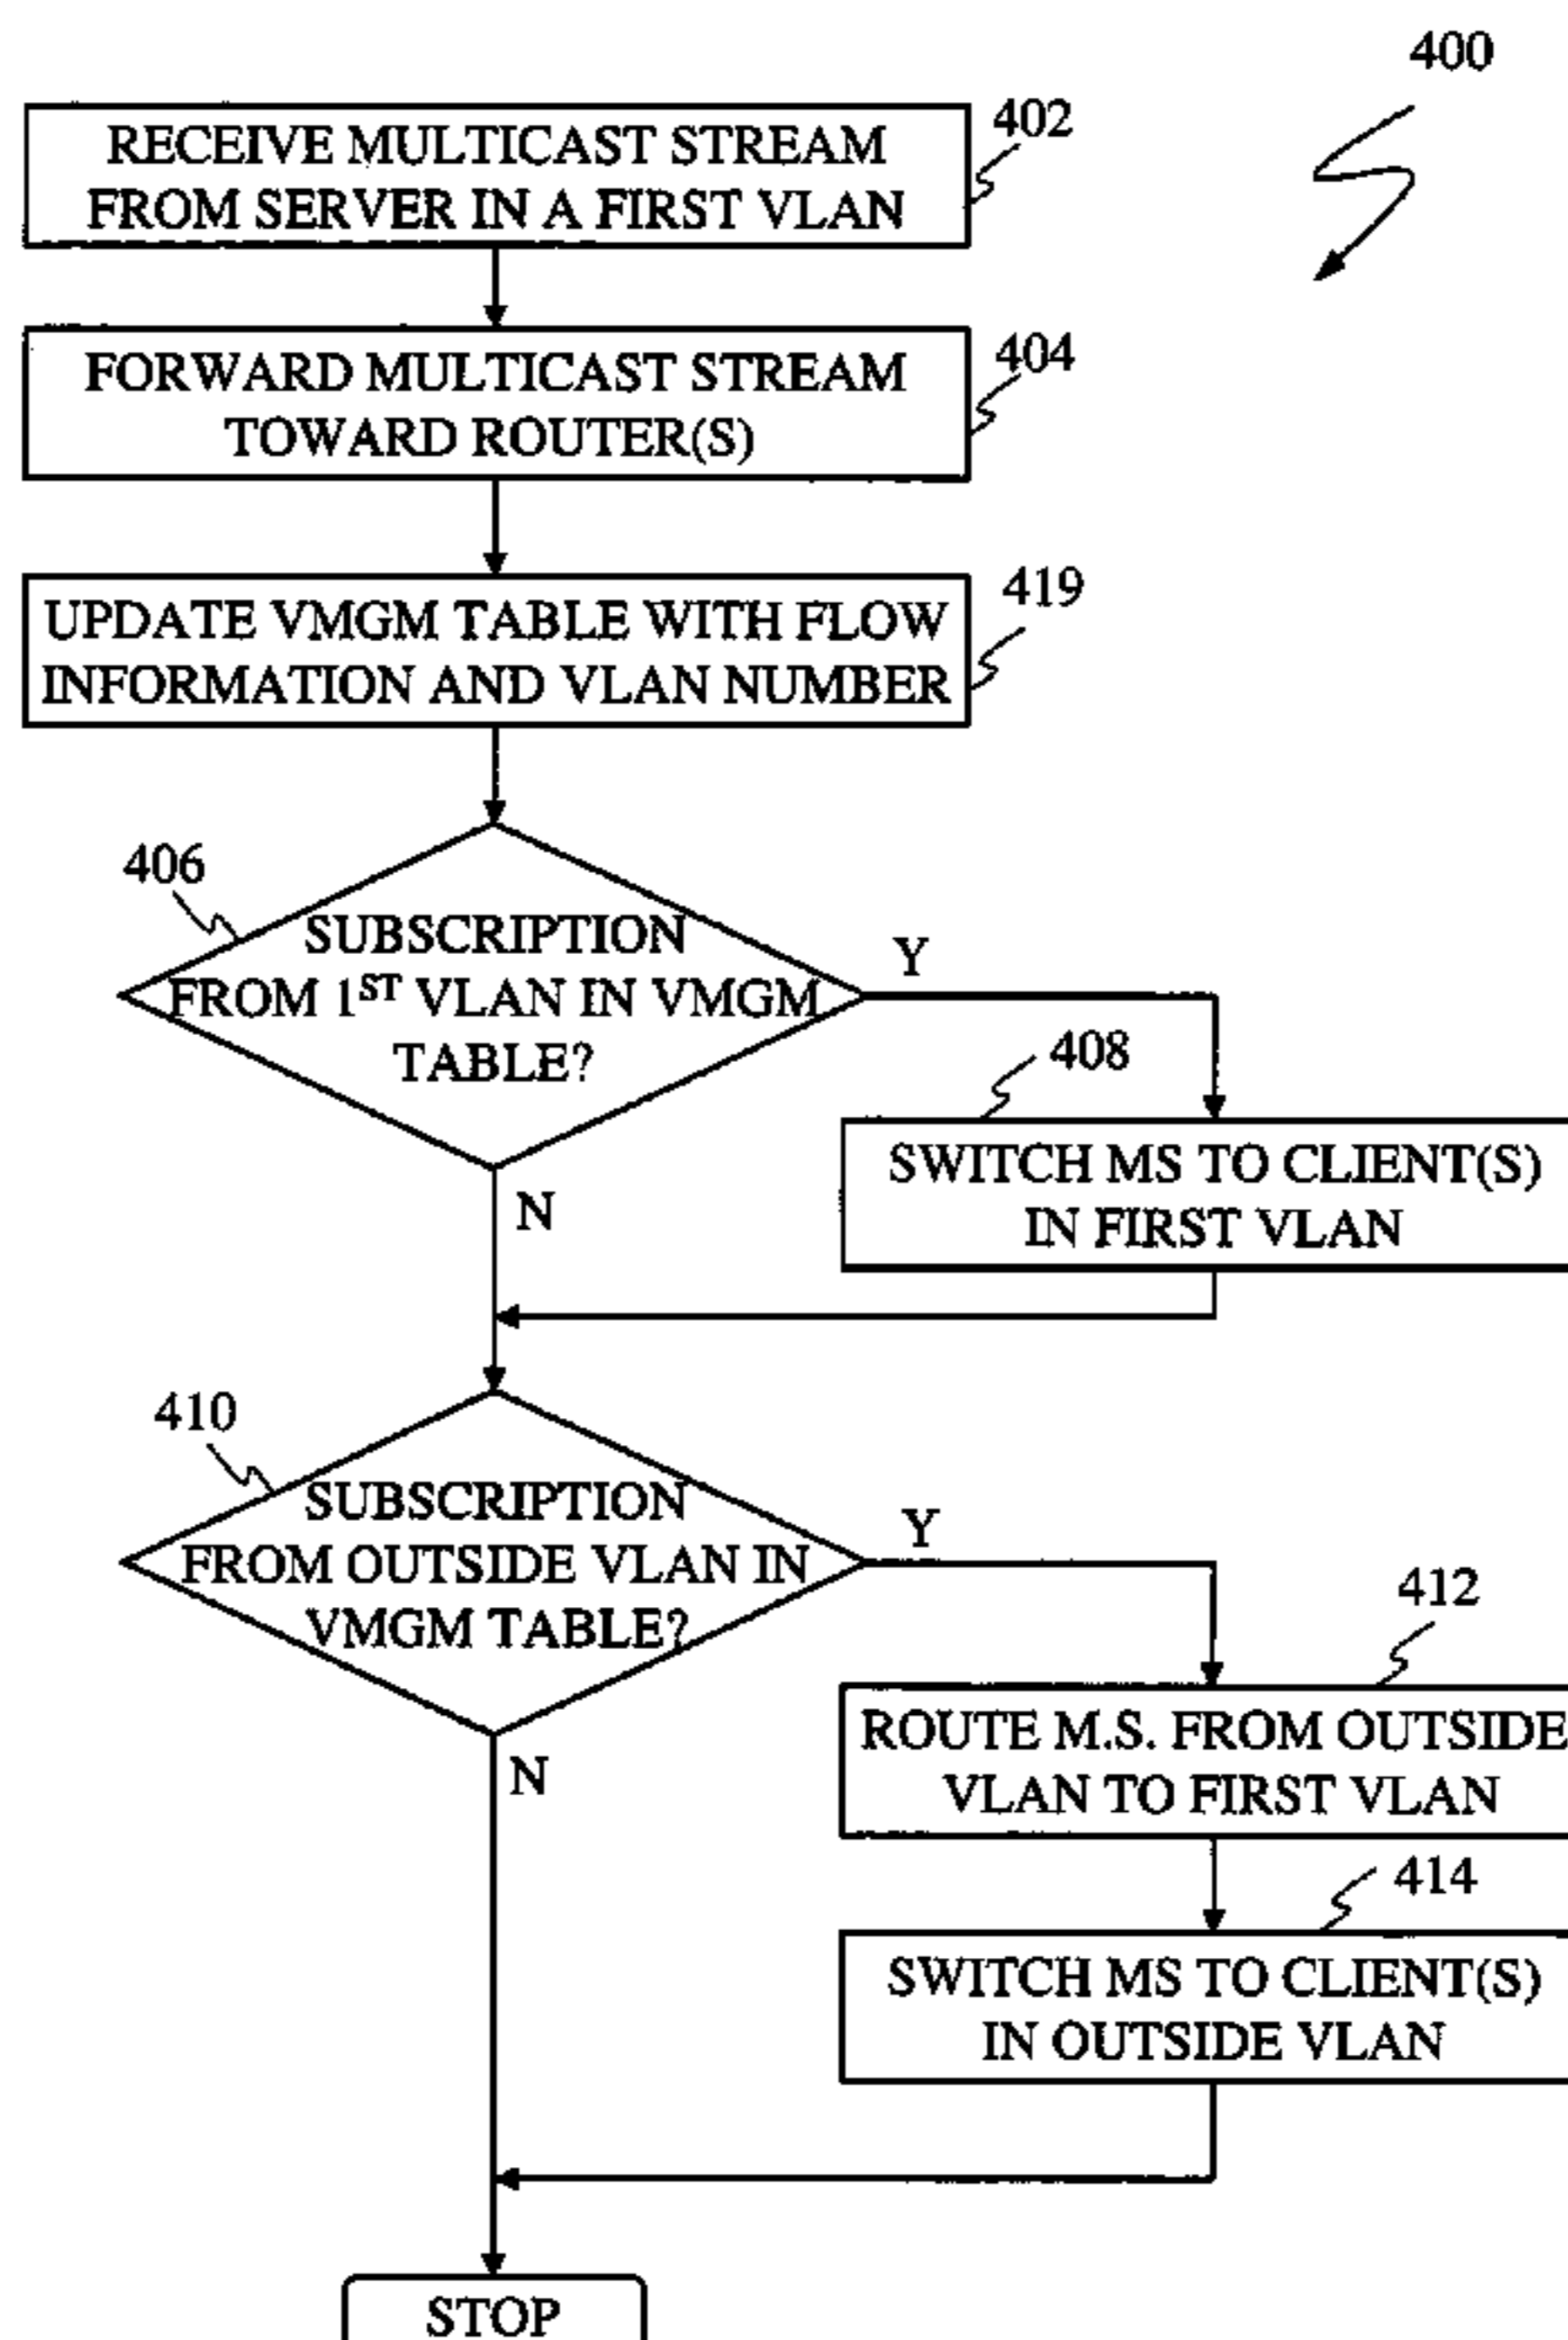 400
RECEIVE MULTICAST STREAM
FROM SERVER IN A FIRST VLAN
402
FORWARD MULTICAST STREAM
TOWARD ROUTER(S)
404
UPDATE VMGM TABLE WITH FLOW
INFORMATION AND VLAN NUMBER
419
406
SUBSCRIPTION
FROM 1ST VLAN IN VMGM
TABLE?
Y
N
408
SWITCH MS TO CLIENT(S)
IN FIRST VLAN
410
SUBSCRIPTION
FROM OUTSIDE VLAN IN
VMGM TABLE?
Y
N
412
ROUTE M.S. FROM OUTSIDE
VLAN TO FIRST VLAN
414
SWITCH MS TO CLIENT(S)
IN OUTSIDE VLAN
STOP